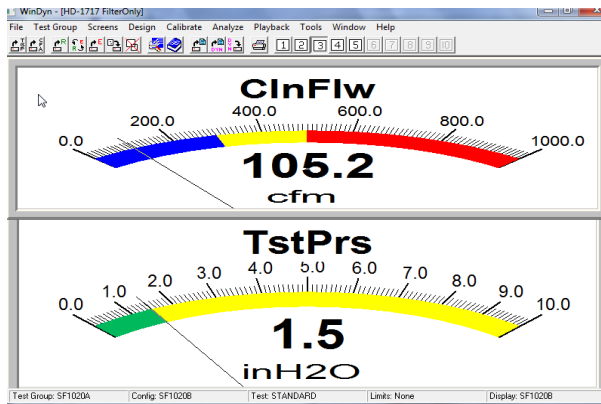 WinDyn - [HD-1717 FilterOnly]
File Test Group Screens Design Calibrate Analyze Playback Tools Window Help
1 2 3 4 5 6 7 8 9 10
ClnFlw
0.0 200.0 400.0 600.0 800.0 1000.0
105.2
cfm
TstPrs
0.0 1.0 2.0 3.0 4.0 5.0 6.0 7.0 8.0 9.0 10.0
1.5
inH2O
Test Group: SF1020A Config: SF1020B Test: STANDARD Limits: None Display: SF1020B